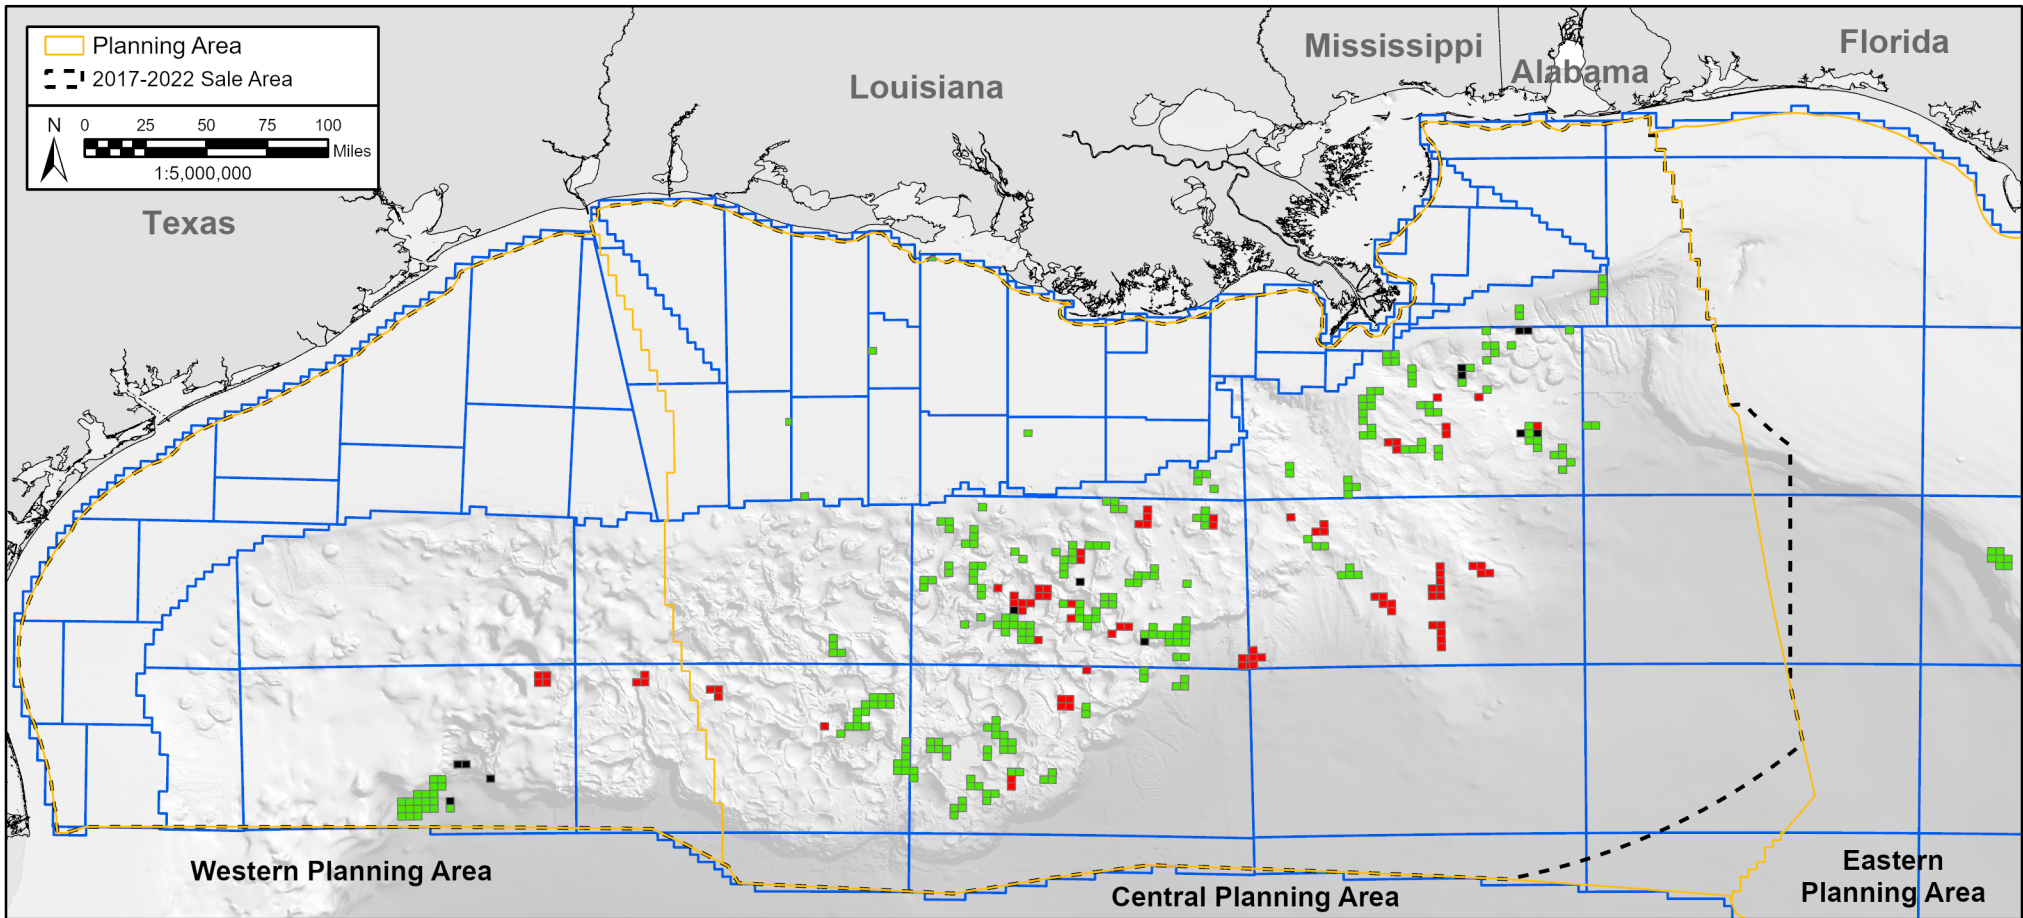 Planning Area
2017-2022 Sale Area
N 0 25 50 75 100
Miles
1:5,000,000
Texas
Louisiana
Mississippi
Alabama
Florida
Western Planning Area
Central Planning Area
Eastern
Planning Area